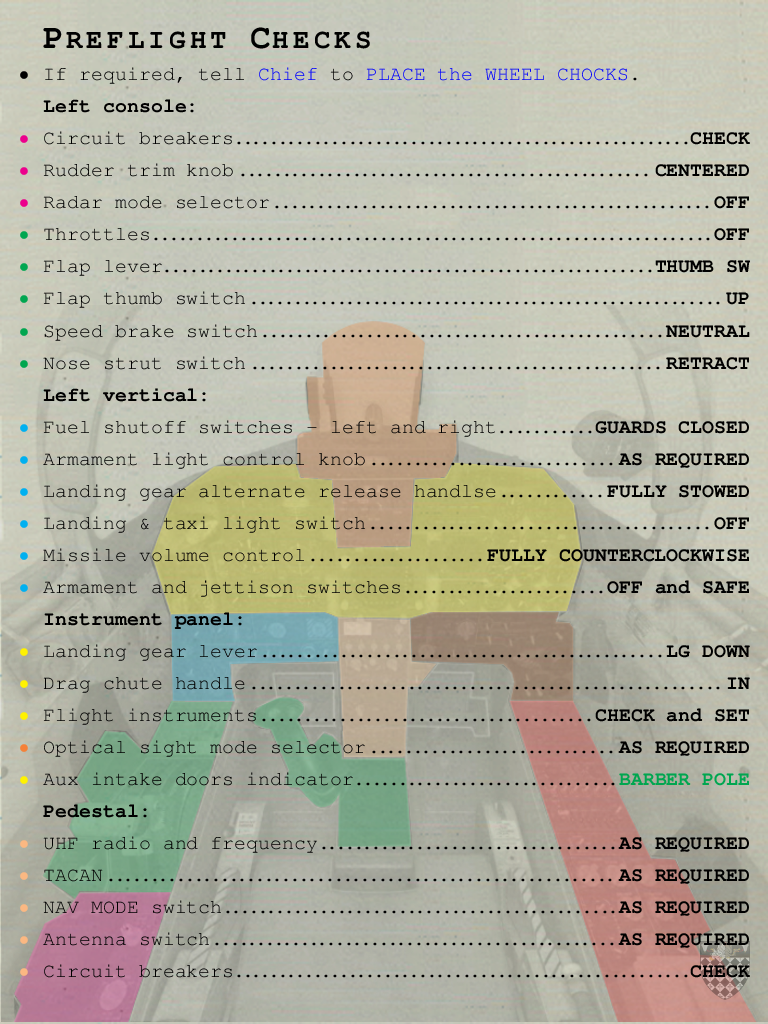 PREFLIGHT CHECKS
• If required, tell Chief to PLACE the WHEEL CHOCKS.
Left console:
• Circuit breakers..........CHECK
• Rudder trim knob..........CENTERED
• Radar mode selector..........OFF
• Throttles..........OFF
• Flap lever..........THUMB SW
• Flap thumb switch..........UP
• Speed brake switch..........NEUTRAL
• Nose strut switch..........RETRACT
Left vertical:
• Fuel shutoff switches – left and right..........GUARDS CLOSED
• Armament light control knob..........AS REQUIRED
• Landing gear alternate release handlse..........FULLY STOWED
• Landing & taxi light switch..........OFF
• Missile volume control..........FULLY COUNTERCLOCKWISE
• Armament and jettison switches..........OFF and SAFE
Instrument panel:
• Landing gear lever..........LG DOWN
• Drag chute handle..........IN
• Flight instruments..........CHECK and SET
• Optical sight mode selector..........AS REQUIRED
• Aux intake doors indicator..........BARBER POLE
Pedestal:
• UHF radio and frequency..........AS REQUIRED
• TACAN..........AS REQUIRED
• NAV MODE switch..........AS REQUIRED
• Antenna switch..........AS REQUIRED
• Circuit breakers..........CHECK